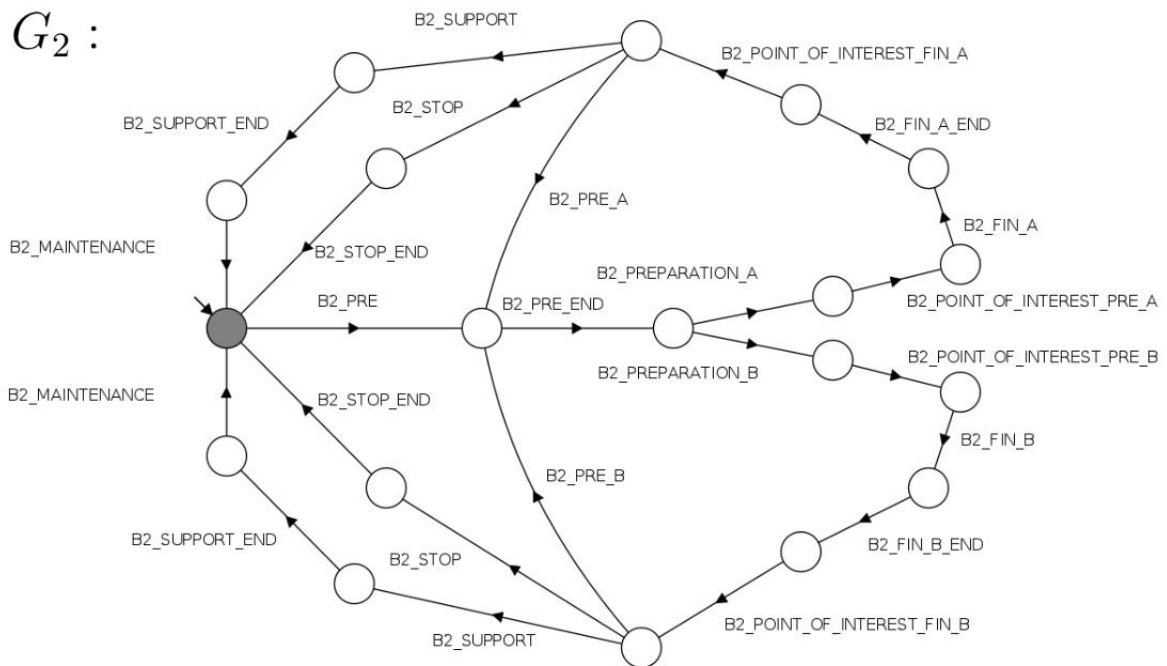 G₂ :
B2_SUPPORT
B2_POINT_OF_INTEREST_FIN_A
B2_STOP
B2_SUPPORT_END
B2_FIN_A_END
B2_PRE_A
B2_FIN_A
B2_MAINTENANCE
B2_STOP_END
B2_PREPARATION_A
B2_PRE
B2_PRE_END
B2_POINT_OF_INTEREST_PRE_A
B2_POINT_OF_INTEREST_PRE_B
B2_PREPARATION_B
B2_MAINTENANCE
B2_STOP_END
B2_FIN_B
B2_PRE_B
B2_SUPPORT_END
B2_FIN_B_END
B2_STOP
B2_POINT_OF_INTEREST_FIN_B
B2_SUPPORT